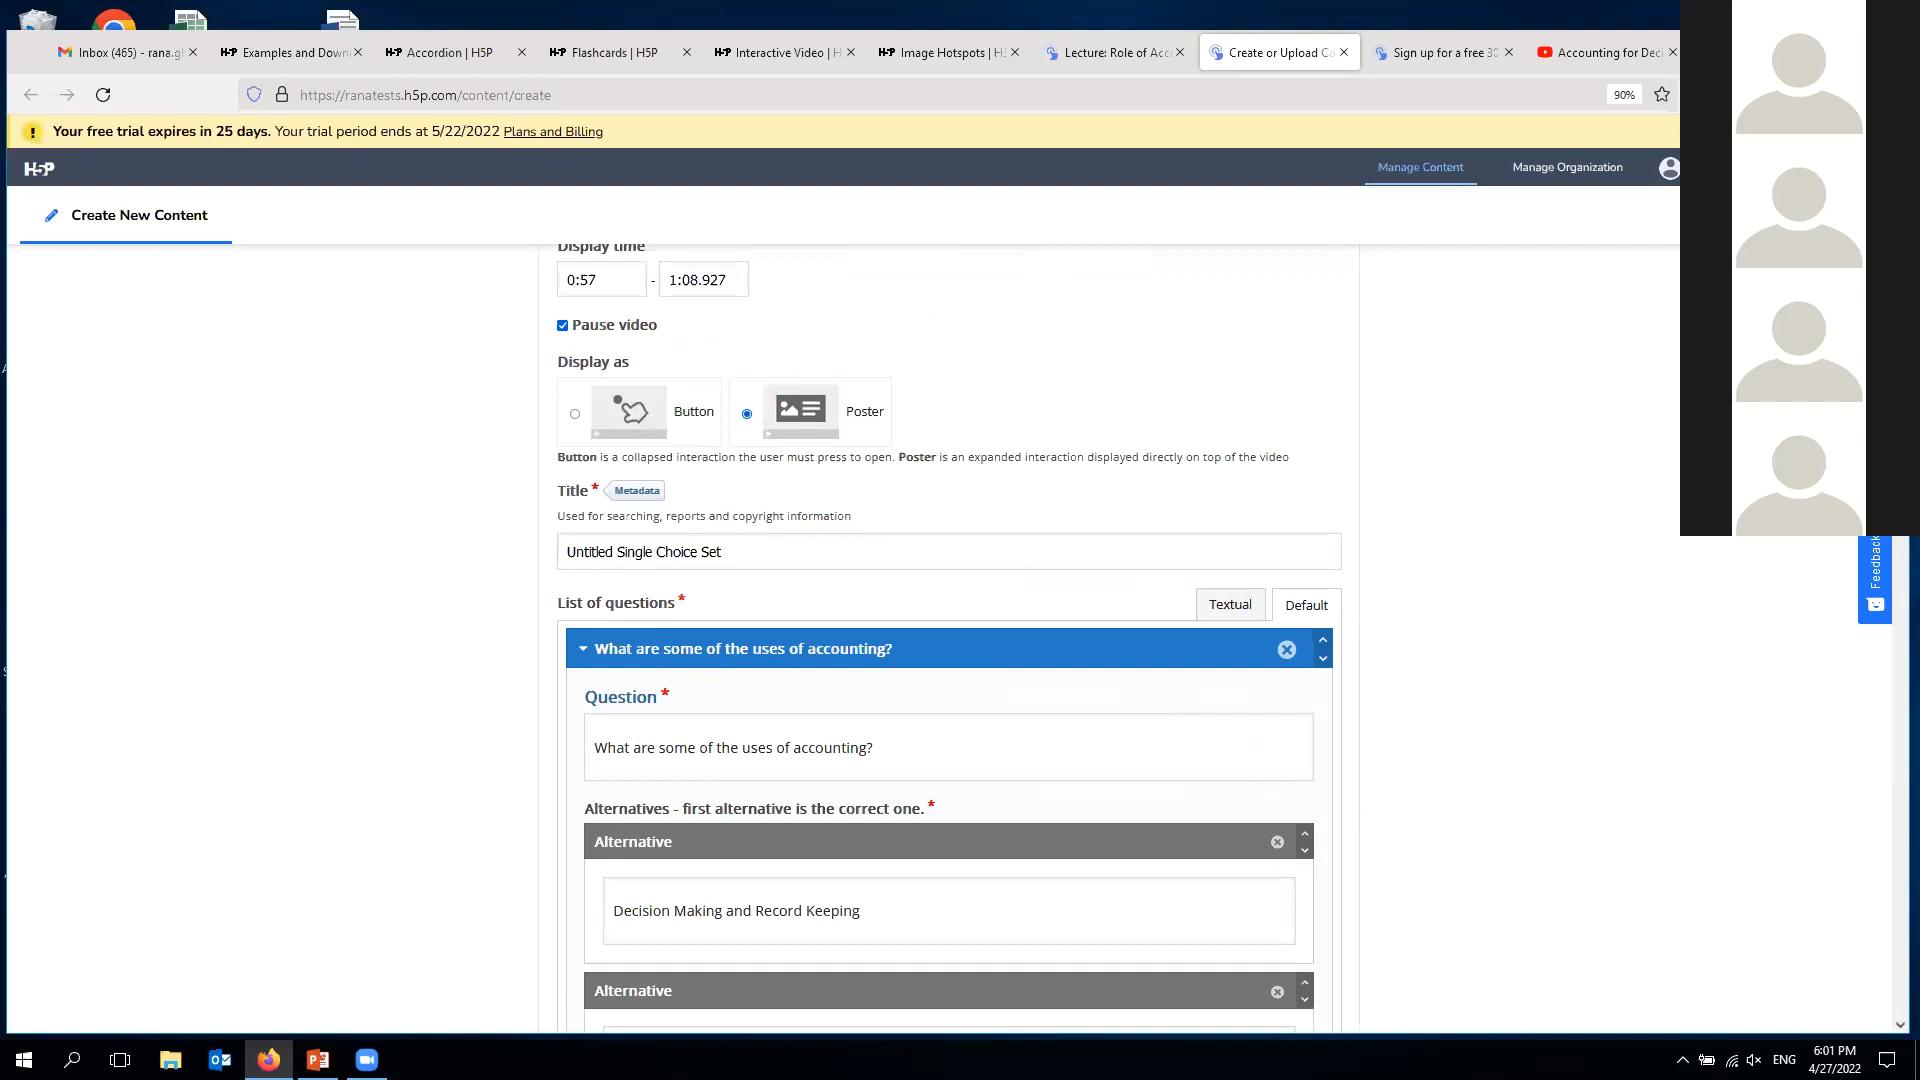 Inbox (465) - rana.gh
Examples and Down
Accordion | H5P
Flashcards | H5P
Interactive Video | H
Image Hotspots | H5
Lecture: Role of Acc
Create or Upload Co
Sign up for a free 30
Accounting for Deci
https://ranatests.h5p.com/content/create
90%
Your free trial expires in 25 days. Your trial period ends at 5/22/2022 Plans and Billing
H5P
Manage Content
Manage Organization
Create New Content
Display time
0:57 - 1:08.927
Pause video
Display as
Button
Poster
Button is a collapsed interaction the user must press to open. Poster is an expanded interaction displayed directly on top of the video
Title * Metadata
Used for searching, reports and copyright information
Untitled Single Choice Set
List of questions *
Textual
Default
What are some of the uses of accounting?
Question *
What are some of the uses of accounting?
Alternatives - first alternative is the correct one. *
Alternative
Decision Making and Record Keeping
Alternative
Feedback
ENG
6:01 PM
4/27/2022